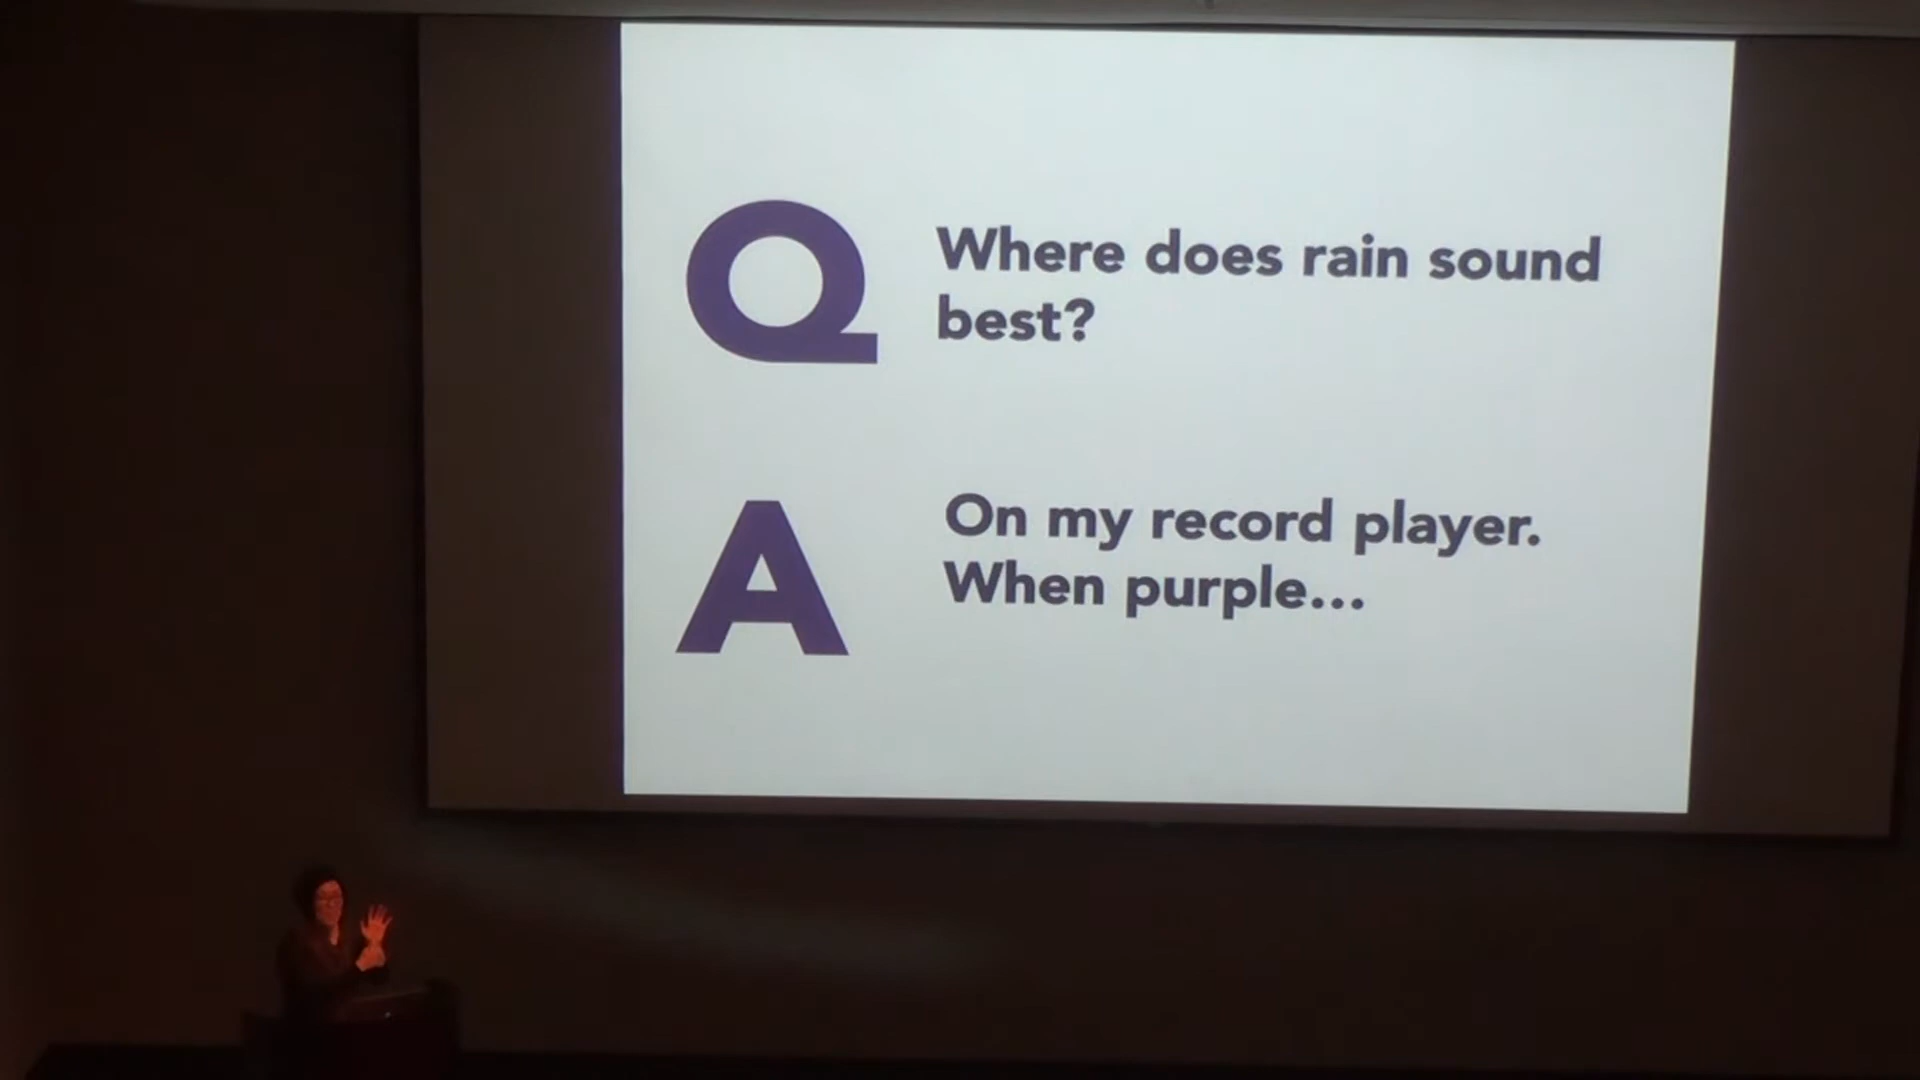 Q
Where does rain sound
best?
A
On my record player.
When purple...